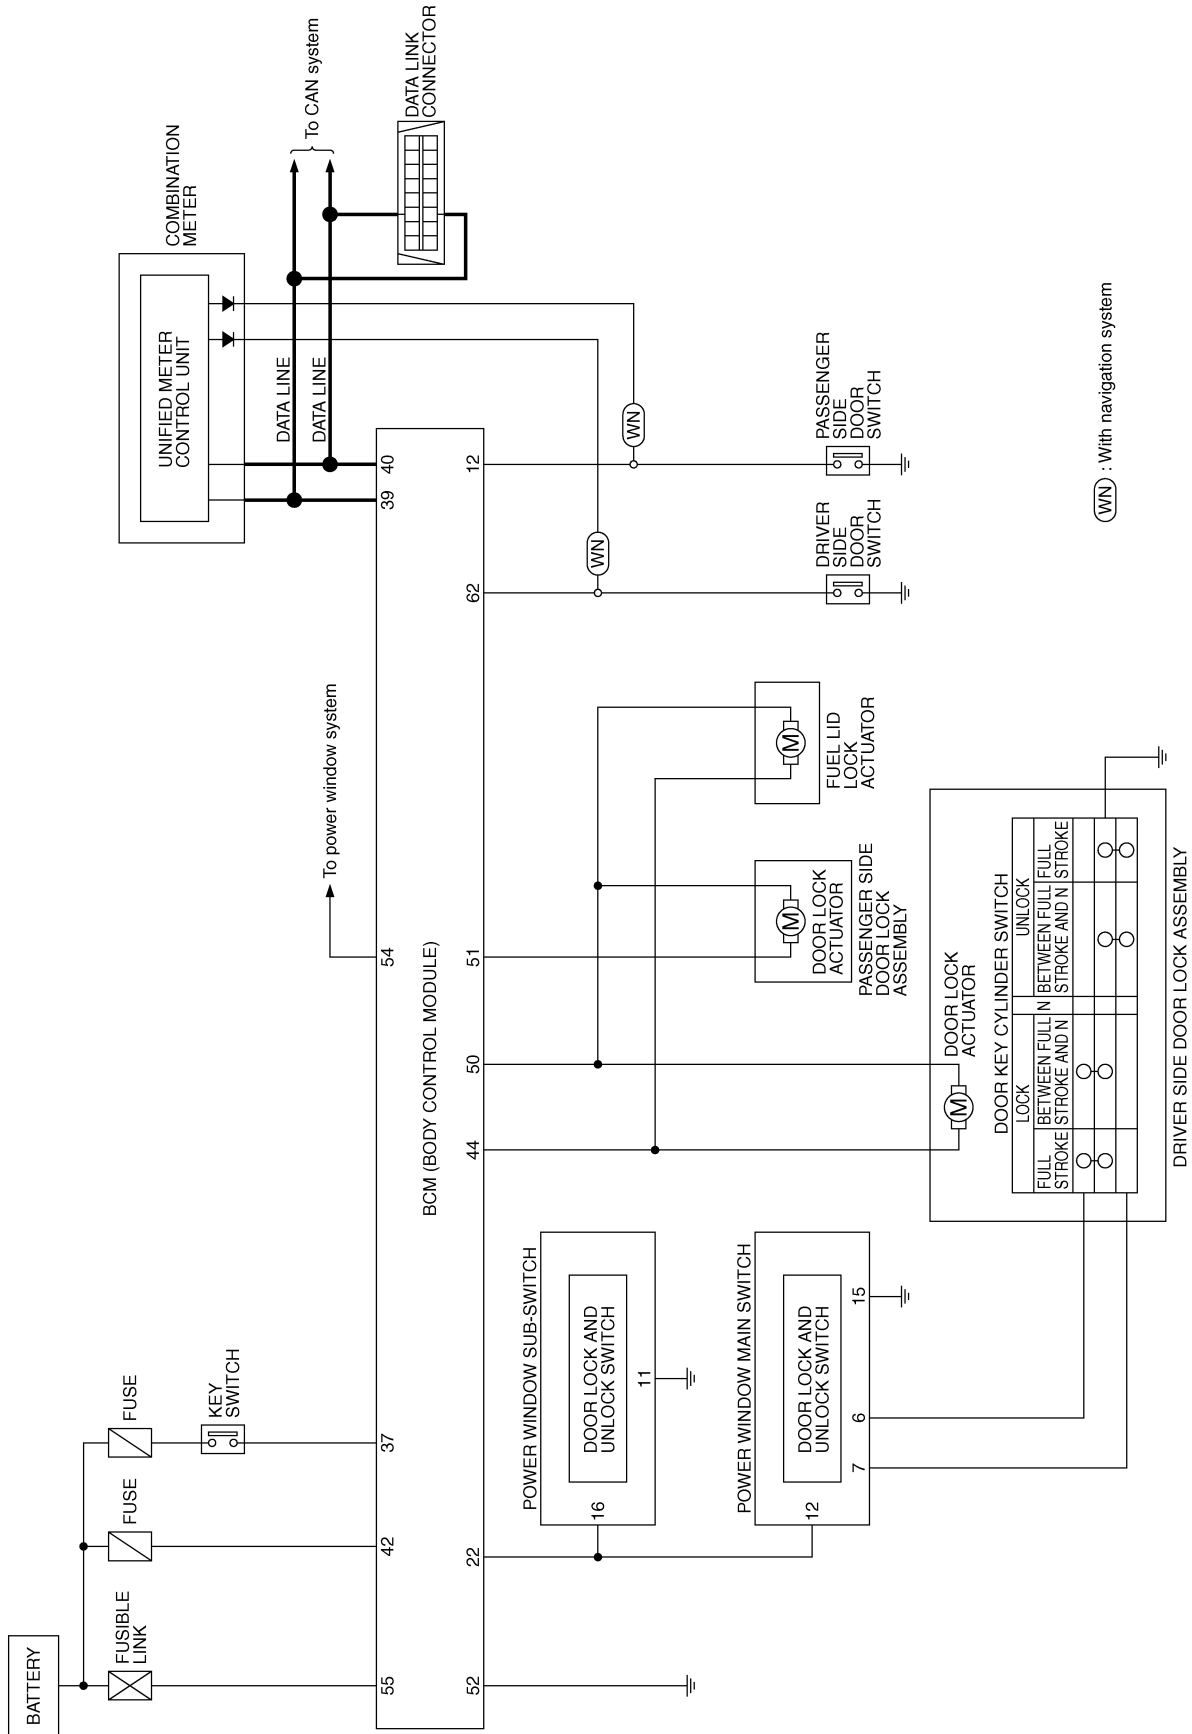 BATTERY
FUSIBLE
LINK
FUSE
FUSE
KEY
SWITCH
55
42
37
54
39
40
To power window system
DATA LINE
DATA LINE
UNIFIED METER
CONTROL UNIT
COMBINATION
METER
To CAN system
DATA LINK
CONNECTOR
BCM (BODY CONTROL MODULE)
52
22
44
50
51
62
12
WN
WN
POWER WINDOW SUB-SWITCH
16
DOOR LOCK AND
UNLOCK SWITCH
11
POWER WINDOW MAIN SWITCH
12
DOOR LOCK AND
UNLOCK SWITCH
7
6
15
DOOR LOCK
ACTUATOR
PASSENGER SIDE
DOOR LOCK
ASSEMBLY
M
M
FUEL LID
LOCK
ACTUATOR
DRIVER
SIDE
DOOR
SWITCH
PASSENGER
SIDE
DOOR
SWITCH
M
DOOR LOCK
ACTUATOR
DOOR KEY CYLINDER SWITCH
LOCK
N
UNLOCK
FULL
STROKE
BETWEEN FULL
STROKE AND N
BETWEEN FULL
STROKE AND N
FULL
STROKE
DRIVER SIDE DOOR LOCK ASSEMBLY
WN : With navigation system